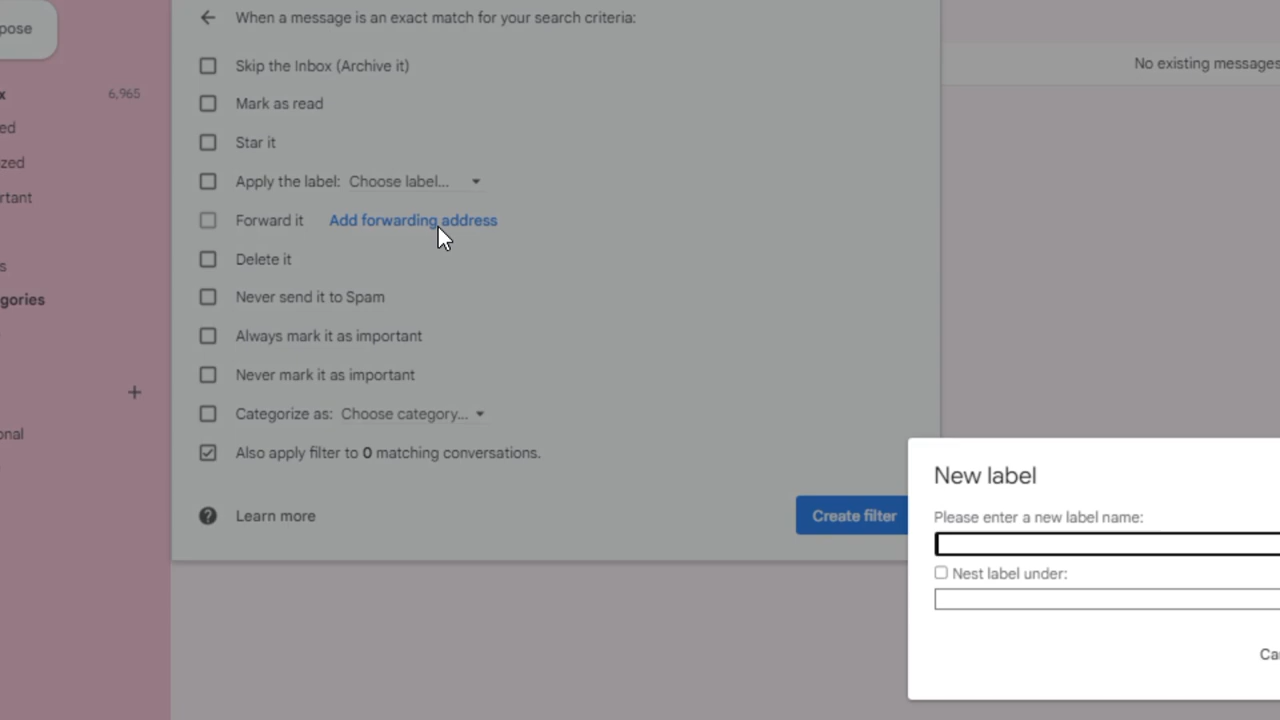 pose
When a message is an exact match for your search criteria:
Skip the Inbox (Archive it)
No existing messages
x 6,965
Mark as read
ed
Star it
zed
Apply the label: Choose label...
rtant
Forward it Add forwarding address
Delete it
s
gories
Never send it to Spam
Always mark it as important
Never mark it as important
Categorize as: Choose category...
onal
Also apply filter to 0 matching conversations.
Learn more
Create filter
New label
Please enter a new label name:
Nest label under:
Ca